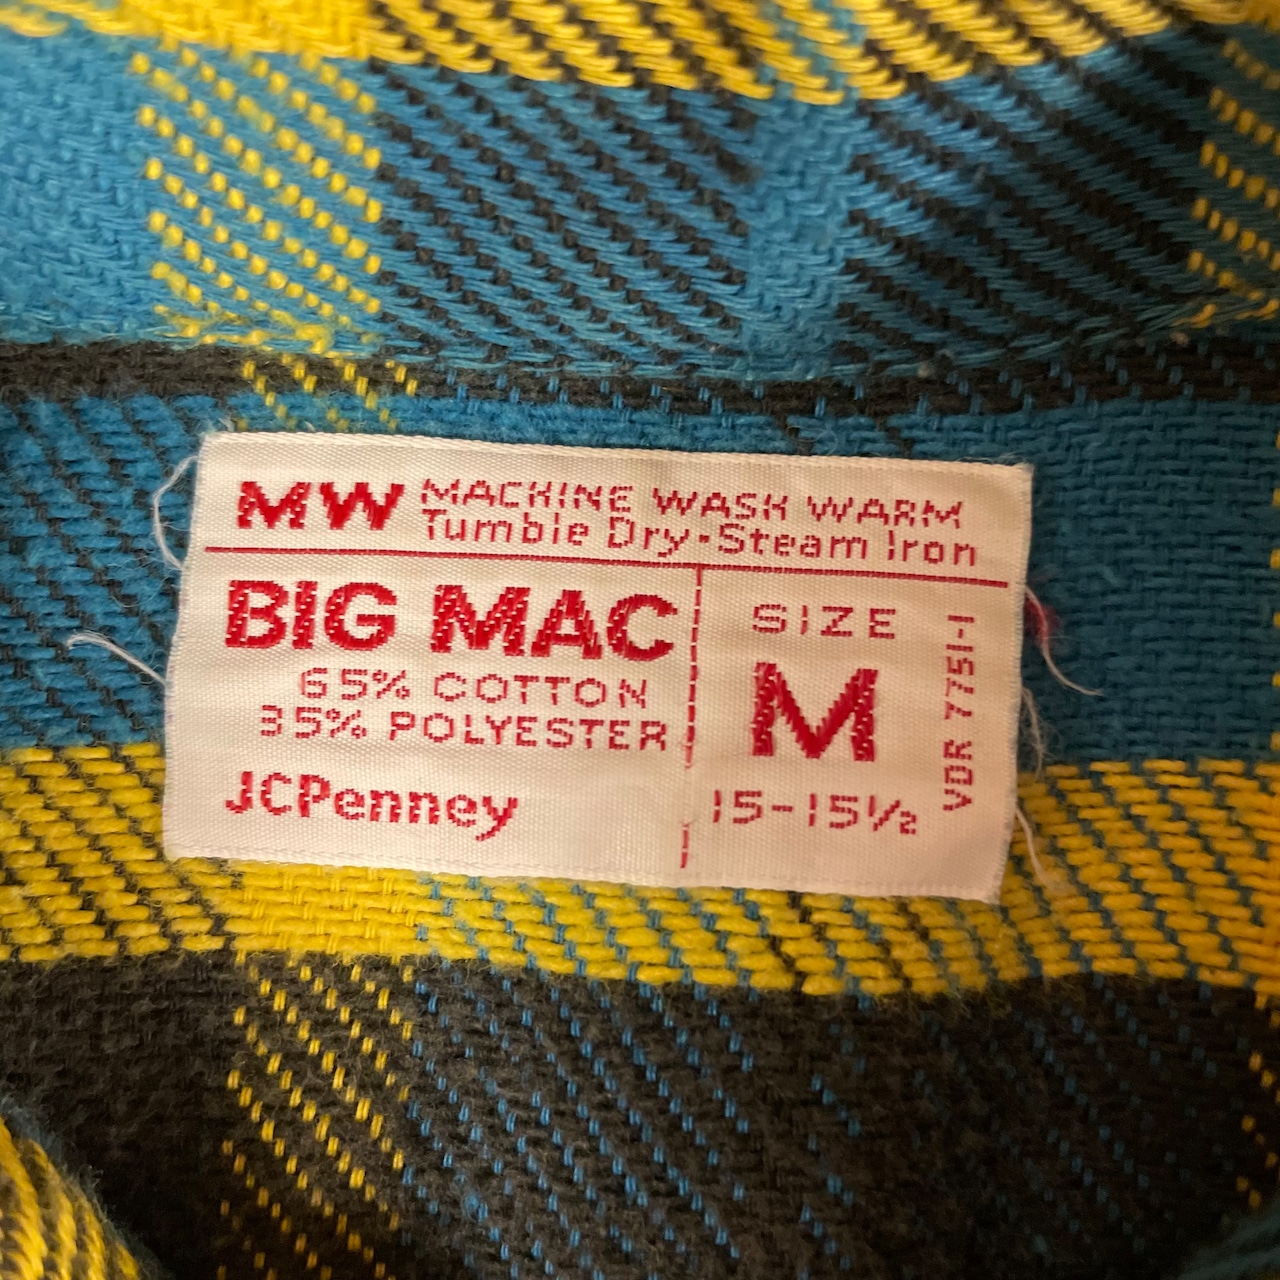 MW MACHINE WASH WARM
Tumble Dry • Steam Iron
BIG MAC
65% COTTON
35% POLYESTER
JCPenney
SIZE
M
15-15½
VDR 7751-1